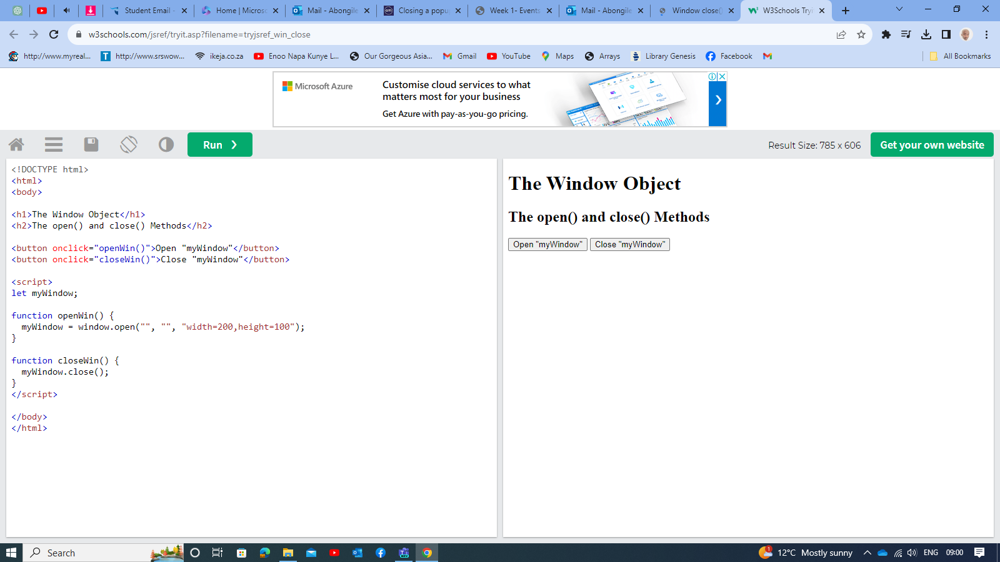 Student Email -
Home | Microso
Mail - Abongile
Closing a popu
Week 1- Events
Mail - Abongile
Window close()
W3Schools Tryi
w3schools.com/jsref/tryit.asp?filename=tryjsref_win_close
http://www.myreal...
T
http://www.srswow...
ikeja.co.za
Enoo Napa Kunye L...
Our Gorgeous Asia...
Gmail
YouTube
Maps
Arrays
Library Genesis
Facebook
All Bookmarks
Microsoft Azure
Customise cloud services to what
matters most for your business
Get Azure with pay-as-you-go pricing.
Run ❯
Result Size: 785 x 606
Get your own website
<!DOCTYPE html>
<html>
<body>
<h1>The Window Object</h1>
<h2>The open() and close() Methods</h2>
<button onclick="openWin()">Open "myWindow"</button>
<button onclick="closeWin()">Close "myWindow"</button>
<script>
let myWindow;
function openWin() {
  myWindow = window.open("", "", "width=200,height=100");
}
function closeWin() {
  myWindow.close();
}
</script>
</body>
</html>
The Window Object
The open() and close() Methods
Open "myWindow" Close "myWindow"
Search
1
12°C Mostly sunny
ENG
09:00